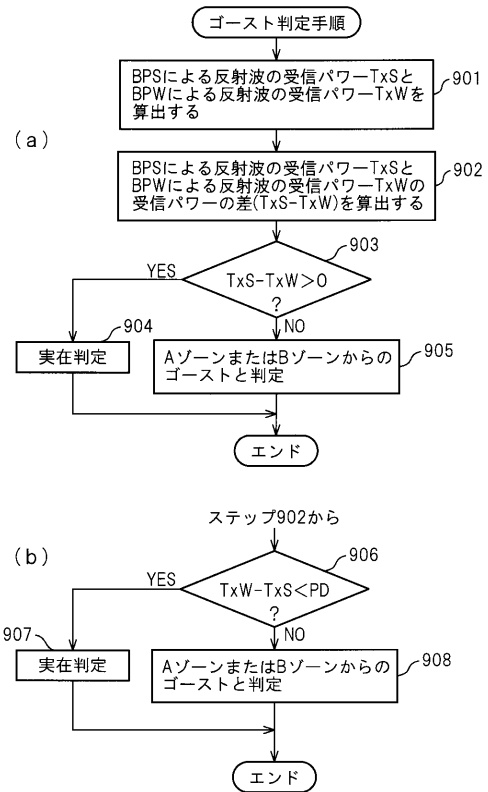 ゴースト判定手順
(a)
BPSによる反射波の受信パワーTxSと
BPWによる反射波の受信パワーTxWを
算出する
901
BPSによる反射波の受信パワーTxSと
BPWによる反射波の受信パワーTxWの
受信パワーの差(TxS-TxW)を算出する
902
903
TxS-TxW>0
?
YES
NO
904
実在判定
AゾーンまたはBゾーンからの
ゴーストと判定
905
エンド
(b)
ステップ902から
906
TxW-TxS<PD
?
YES
NO
907
実在判定
AゾーンまたはBゾーンからの
ゴーストと判定
908
エンド